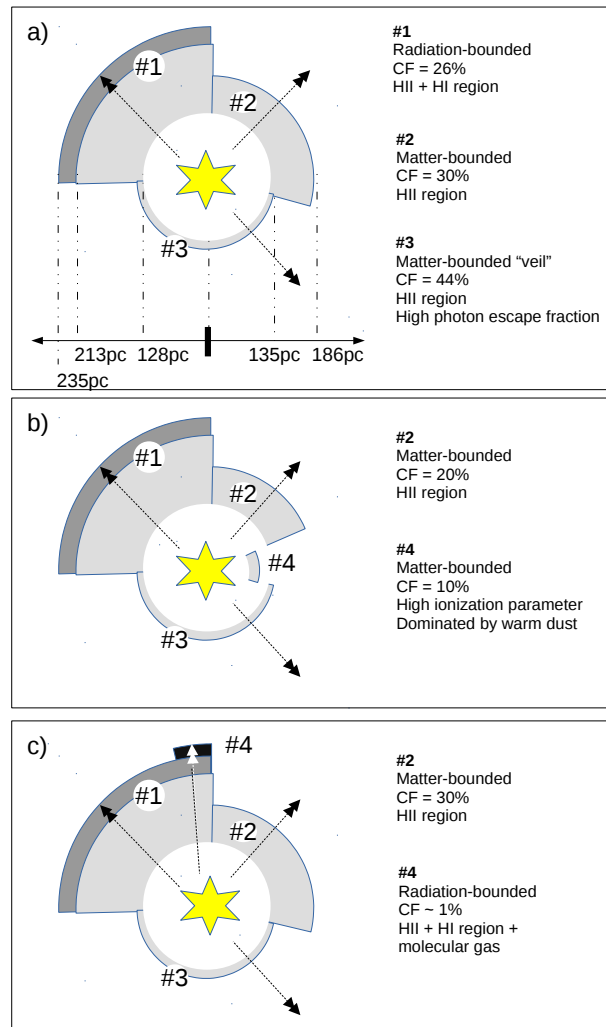 a)
#1
#2
#3
213pc
128pc
135pc
186pc
235pc
#1
Radiation-bounded
CF = 26%
HII + HI region
#2
Matter-bounded
CF = 30%
HII region
#3
Matter-bounded “veil”
CF = 44%
HII region
High photon escape fraction
b)
#1
#2
#4
#3
#2
Matter-bounded
CF = 20%
HII region
#4
Matter-bounded
CF = 10%
High ionization parameter
Dominated by warm dust
c)
#4
#1
#2
#3
#2
Matter-bounded
CF = 30%
HII region
#4
Radiation-bounded
CF ~ 1%
HII + HI region +
molecular gas